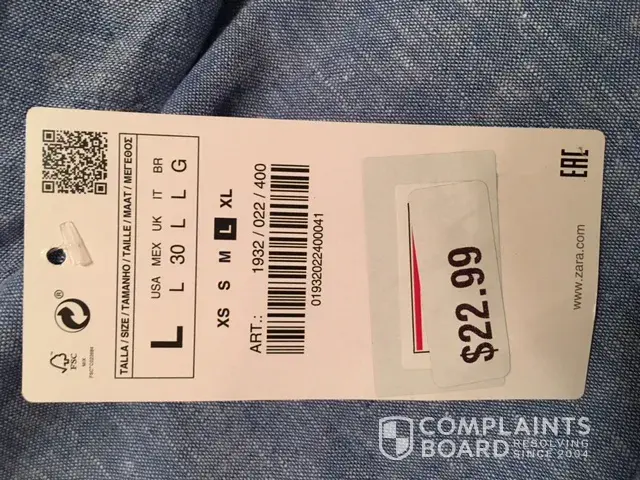 TALLA / SIZE / TAMANHO / TAILLE / MAAT / ΜΕΓΕΘΟΣ
USA MEX UK IT BR
L
L 30 L L G
XS S M L XL
ART.: 1932 / 022 / 400
01932022400041
$22.99
EAC
www.zara.com
FSC
MIX
COMPLAINTS
BOARD
RESOLVING
SINCE 2004